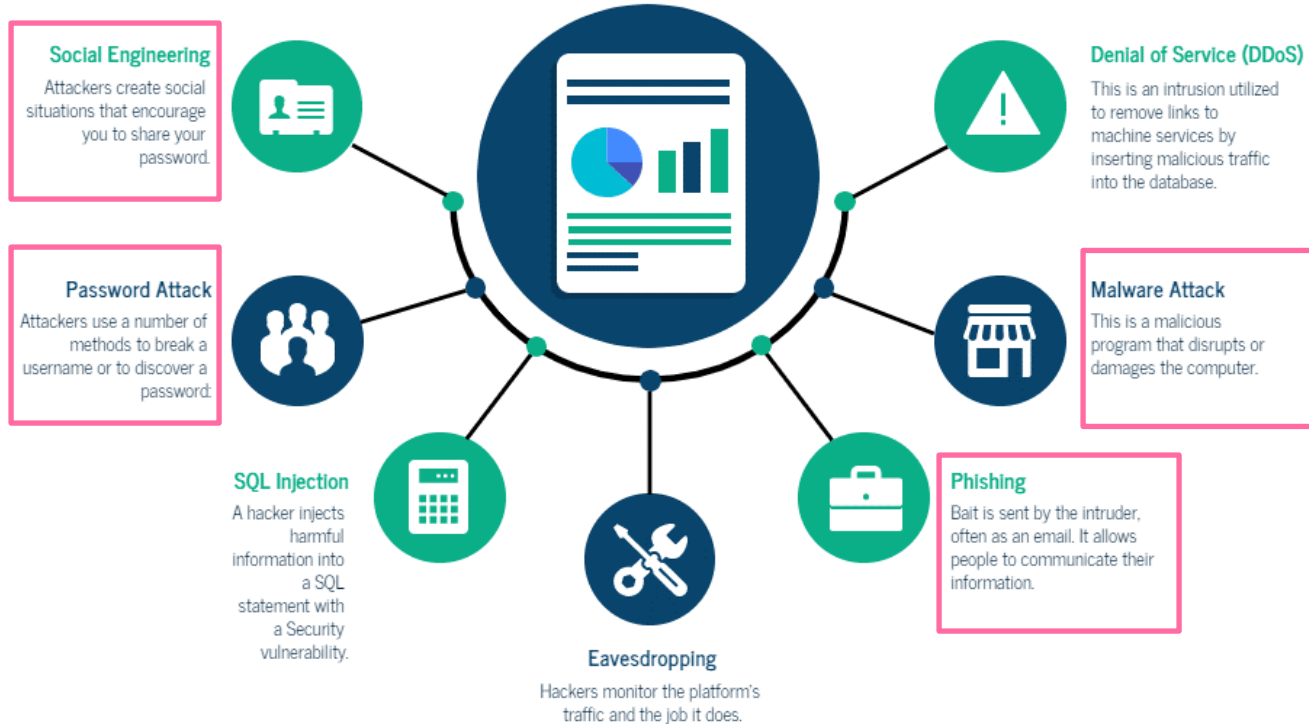 Social Engineering
Attackers create social
situations that encourage
you to share your
password.
Password Attack
Attackers use a number of
methods to break a
username or to discover a
password:
SQL Injection
A hacker injects
harmful
information into
a SQL
statement with
a Security
vulnerability.
Eavesdropping
Hackers monitor the platform's
traffic and the job it does.
Phishing
Bait is sent by the intruder,
often as an email. It allows
people to communicate their
information.
Malware Attack
This is a malicious
program that disrupts or
damages the computer.
Denial of Service (DDoS)
This is an intrusion utilized
to remove links to
machine services by
inserting malicious traffic
into the database.